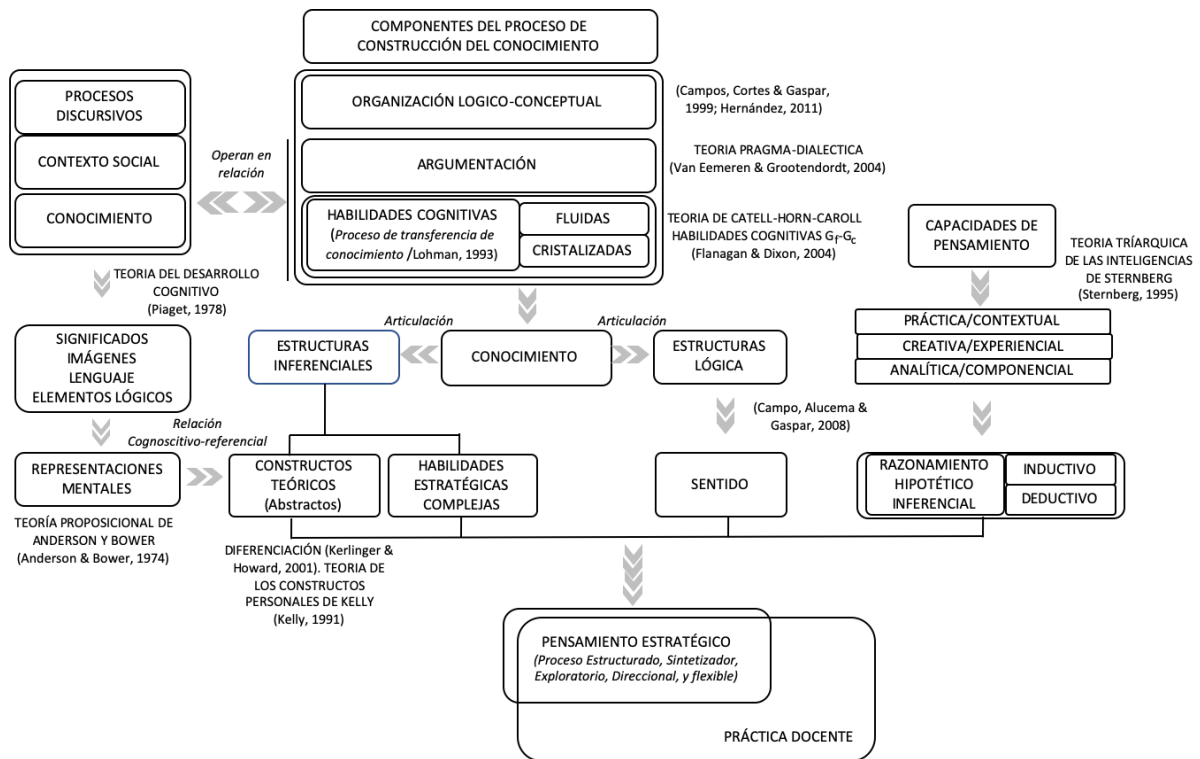 COMPONENTES DEL PROCESO DE
CONSTRUCCIÓN DEL CONOCIMIENTO
PROCESOS
DISCURSIVOS
CONTEXTO SOCIAL
CONOCIMIENTO
Operan en
relación
ORGANIZACIÓN LOGICO-CONCEPTUAL
(Campos, Cortes & Gaspar,
1999; Hernández, 2011)
ARGUMENTACIÓN
TEORIA PRAGMA-DIALECTICA
(Van Eemeren & Grootendordt, 2004)
HABILIDADES COGNITIVAS
(Proceso de transferencia de
conocimiento /Lohman, 1993)
FLUIDAS
CRISTALIZADAS
TEORIA DE CATELL-HORN-CAROLL
HABILIDADES COGNITIVAS Gf-Gc
(Flanagan & Dixon, 2004)
CAPACIDADES DE
PENSAMIENTO
TEORIA TRÍARQUICA
DE LAS INTELIGENCIAS
DE STERNBERG
(Sternberg, 1995)
TEORIA DEL DESARROLLO
COGNITIVO
(Piaget, 1978)
SIGNIFICADOS
IMÁGENES
LENGUAJE
ELEMENTOS LÓGICOS
Articulación
Articulación
ESTRUCTURAS
INFERENCIALES
CONOCIMIENTO
ESTRUCTURAS
LÓGICA
PRÁCTICA/CONTEXTUAL
CREATIVA/EXPERIENCIAL
ANALÍTICA/COMPONENCIAL
(Campo, Alucema &
Gaspar, 2008)
Relación
Cognoscitivo-referencial
REPRESENTACIONES
MENTALES
CONSTRUCTOS
TEÓRICOS
(Abstractos)
HABILIDADES
ESTRATÉGICAS
COMPLEJAS
SENTIDO
RAZONAMIENTO
HIPOTÉTICO
INFERENCIAL
INDUCTIVO
DEDUCTIVO
TEORÍA PROPOSICIONAL DE
ANDERSON Y BOWER
(Anderson & Bower, 1974)
DIFERENCIACIÓN (Kerlinger &
Howard, 2001). TEORIA DE
LOS CONSTRUCTOS
PERSONALES DE KELLY
(Kelly, 1991)
PENSAMIENTO ESTRATÉGICO
(Proceso Estructurado, Sintetizador,
Exploratorio, Direccional, y flexible)
PRÁCTICA DOCENTE